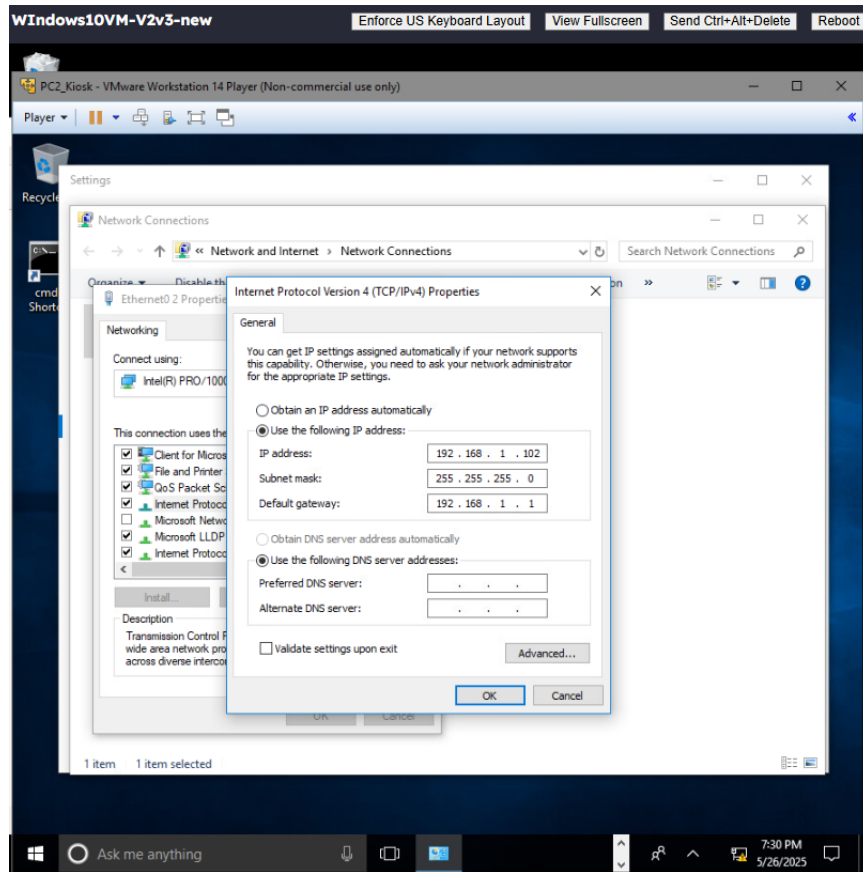 WIndows10VM-V2v3-new Enforce US Keyboard Layout View Fullscreen Send Ctrl+Alt+Delete Reboot
PC2_Kiosk - VMware Workstation 14 Player (Non-commercial use only)
Player
Recycle
cmd
Shorto
Settings
Network Connections
« Network and Internet › Network Connections Search Network Connections
Organize Disable th on »
Ethernet0 2 Propertie
Networking
Connect using:
Intel(R) PRO/1000
This connection uses the
Client for Micros
File and Printer
QoS Packet Sc
Internet Protoco
Microsoft Netwo
Microsoft LLDP
Internet Protoco
Install...
Description
Transmission Control P
wide area network pro
across diverse intercon
OK Cancel
Internet Protocol Version 4 (TCP/IPv4) Properties
General
You can get IP settings assigned automatically if your network supports
this capability. Otherwise, you need to ask your network administrator
for the appropriate IP settings.
Obtain an IP address automatically
Use the following IP address:
IP address: 192 . 168 . 1 . 102
Subnet mask: 255 . 255 . 255 . 0
Default gateway: 192 . 168 . 1 . 1
Obtain DNS server address automatically
Use the following DNS server addresses:
Preferred DNS server: . . .
Alternate DNS server: . . .
Validate settings upon exit
Advanced...
OK Cancel
1 item 1 item selected
Ask me anything
7:30 PM
5/26/2025